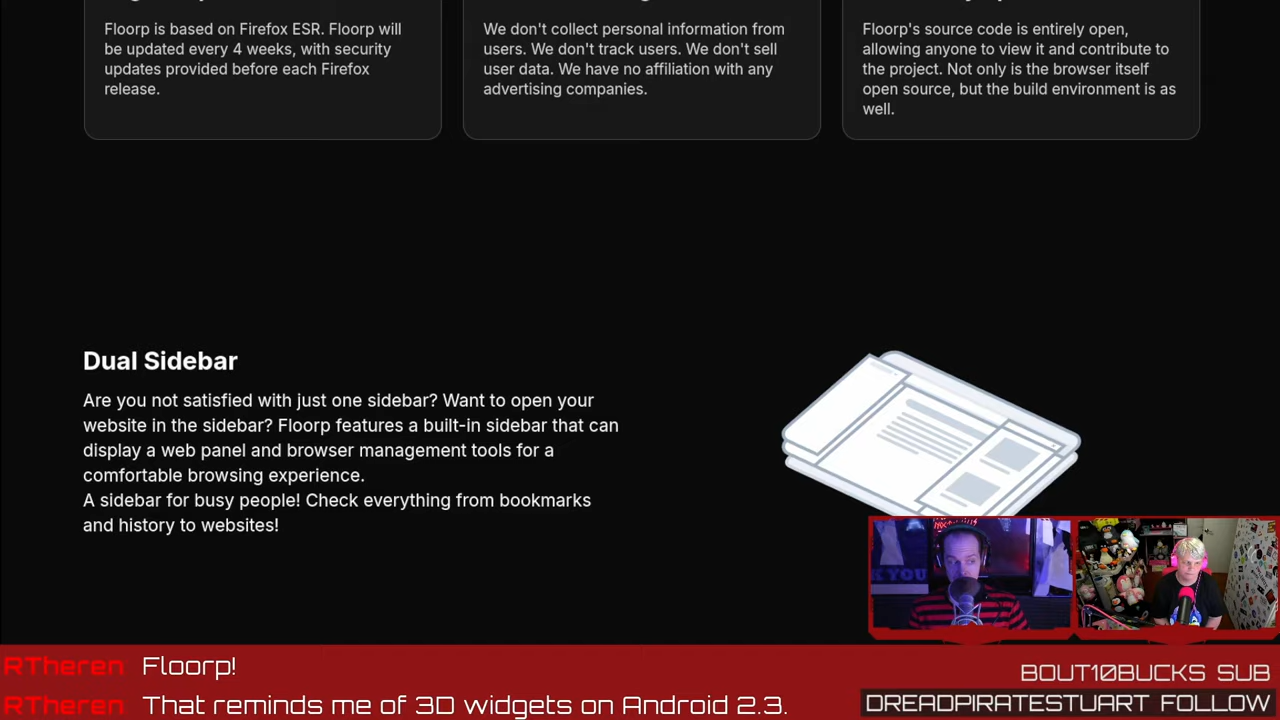 Floorp is based on Firefox ESR. Floorp will
be updated every 4 weeks, with security
updates provided before each Firefox
release.
We don't collect personal information from
users. We don't track users. We don't sell
user data. We have no affiliation with any
advertising companies.
Floorp's source code is entirely open,
allowing anyone to view it and contribute to
the project. Not only is the browser itself
open source, but the build environment is as
well.
Dual Sidebar
Are you not satisfied with just one sidebar? Want to open your
website in the sidebar? Floorp features a built-in sidebar that can
display a web panel and browser management tools for a
comfortable browsing experience.
A sidebar for busy people! Check everything from bookmarks
and history to websites!
RTheren Floorp!
RTheren That reminds me of 3D widgets on Android 2.3.
BOUT10BUCKS SUB
DREADPIRATESTUART FOLLOW